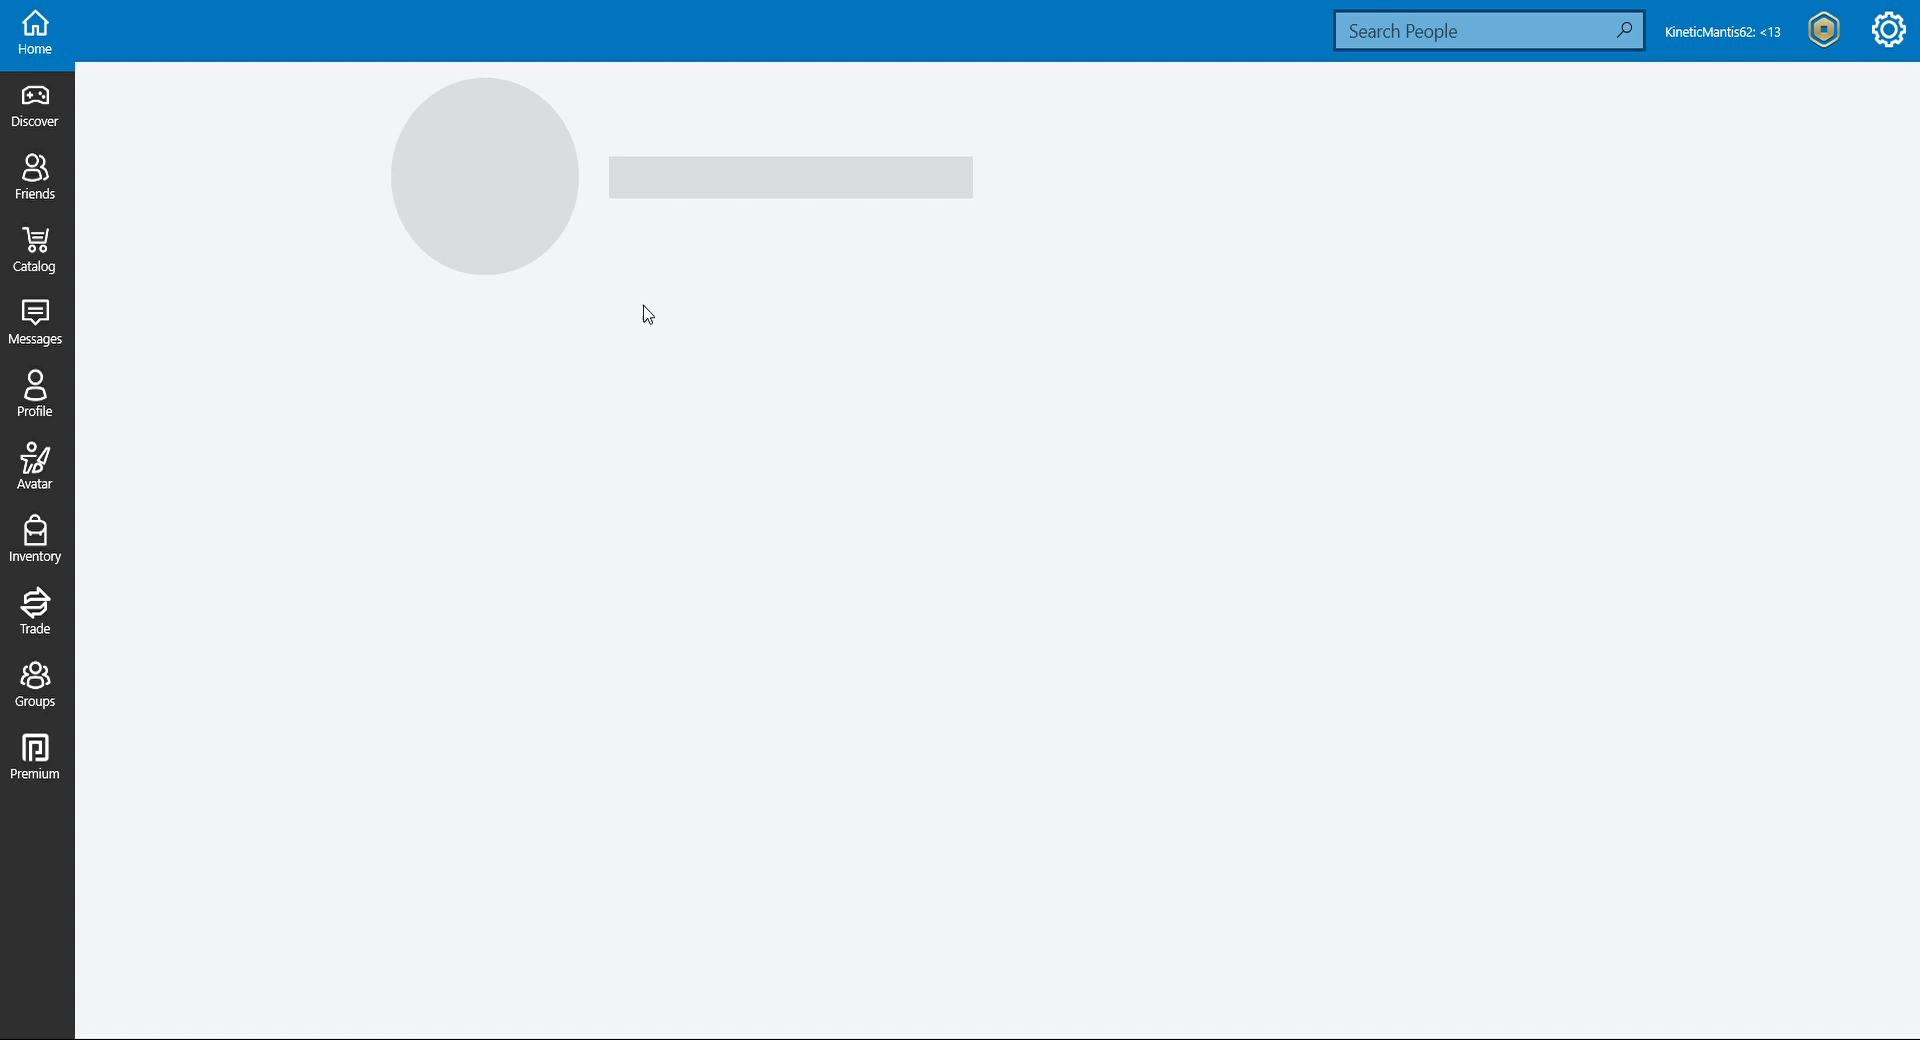 Home
Search People
KineticMantis62: <13
Discover
Friends
Catalog
Messages
Profile
Avatar
Inventory
Trade
Groups
Premium